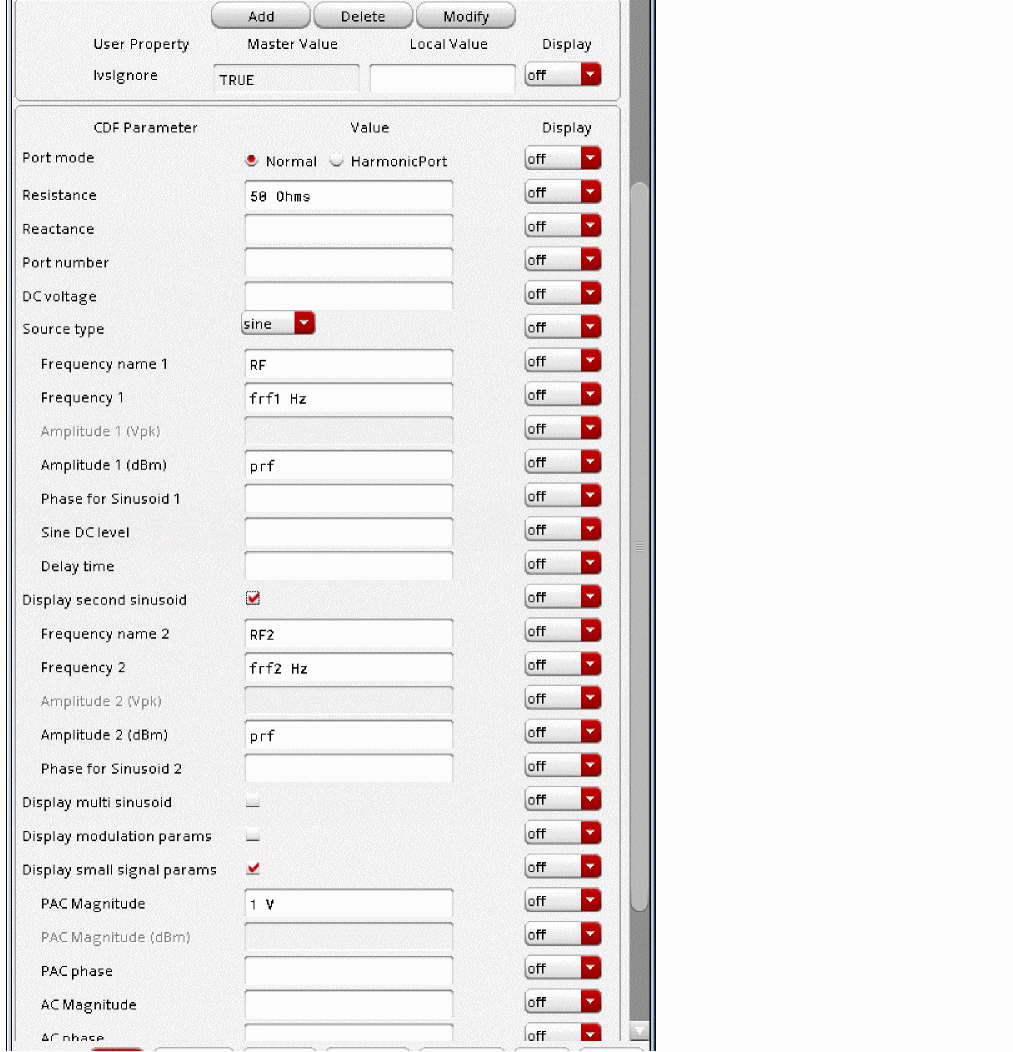 Add Delete Modify
User Property Master Value Local Value Display
lvsIgnore TRUE off
CDF Parameter Value Display
Port mode Normal HarmonicPort off
Resistance 50 Ohms off
Reactance off
Port number off
DC voltage off
Source type sine off
Frequency name 1 RF off
Frequency 1 frf1 Hz off
Amplitude 1 (Vpk) off
Amplitude 1 (dBm) prf off
Phase for Sinusoid 1 off
Sine DC level off
Delay time off
Display second sinusoid off
Frequency name 2 RF2 off
Frequency 2 frf2 Hz off
Amplitude 2 (Vpk) off
Amplitude 2 (dBm) prf off
Phase for Sinusoid 2 off
Display multi sinusoid off
Display modulation params off
Display small signal params off
PAC Magnitude 1 V off
PAC Magnitude (dBm) off
PAC phase off
AC Magnitude off
AC phase off